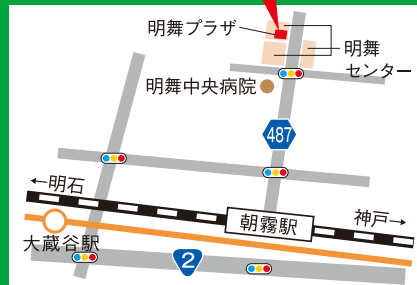 明舞プラザ
明舞
センター
明舞中央病院
487
←明石
朝霧駅
神戸→
大蔵谷駅
2